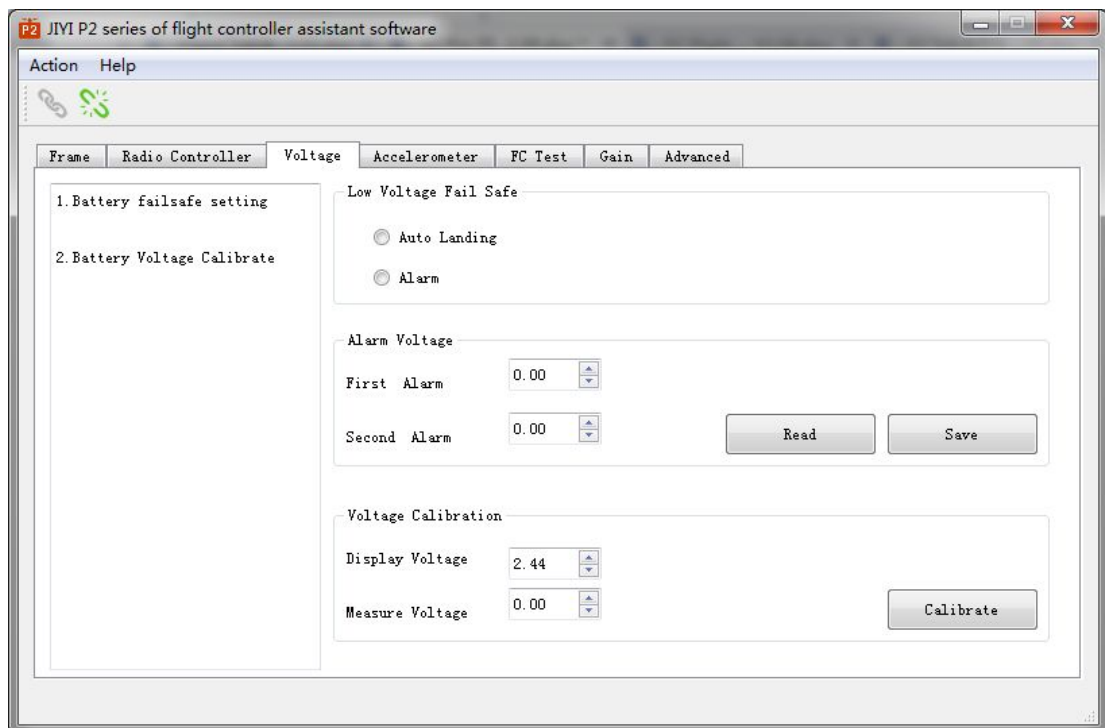 P2 JIYI P2 series of flight controller assistant software
Action Help
Frame Radio Controller Voltage Accelerometer FC Test Gain Advanced
1.Battery failsafe setting
2.Battery Voltage Calibrate
Low Voltage Fail Safe
Auto Landing
Alarm
Alarm Voltage
First Alarm 0.00
Second Alarm 0.00 Read Save
Voltage Calibration
Display Voltage 2.44
Measure Voltage 0.00 Calibrate